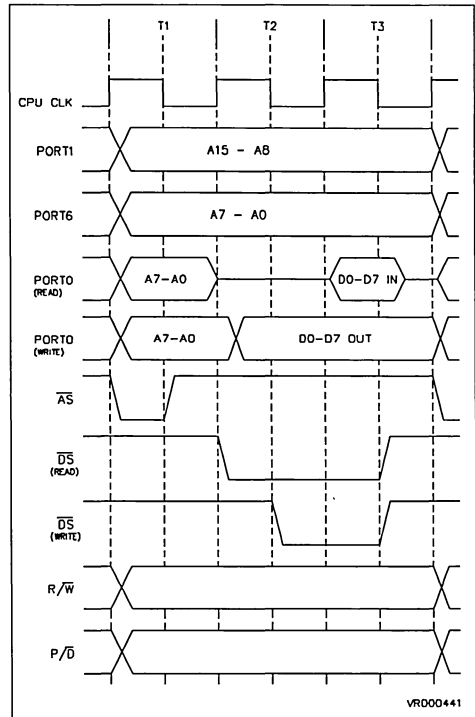 T1 T2 T3
CPU CLK
PORT1 A15 - A8
PORT6 A7 - A0
PORT0 A7-A0 D0-D7 IN
(READ)
PORT0 A7-A0 D0-D7 OUT
(WRITE)
AS
DS
(READ)
DS
(WRITE)
R/W
P/D
VR000441